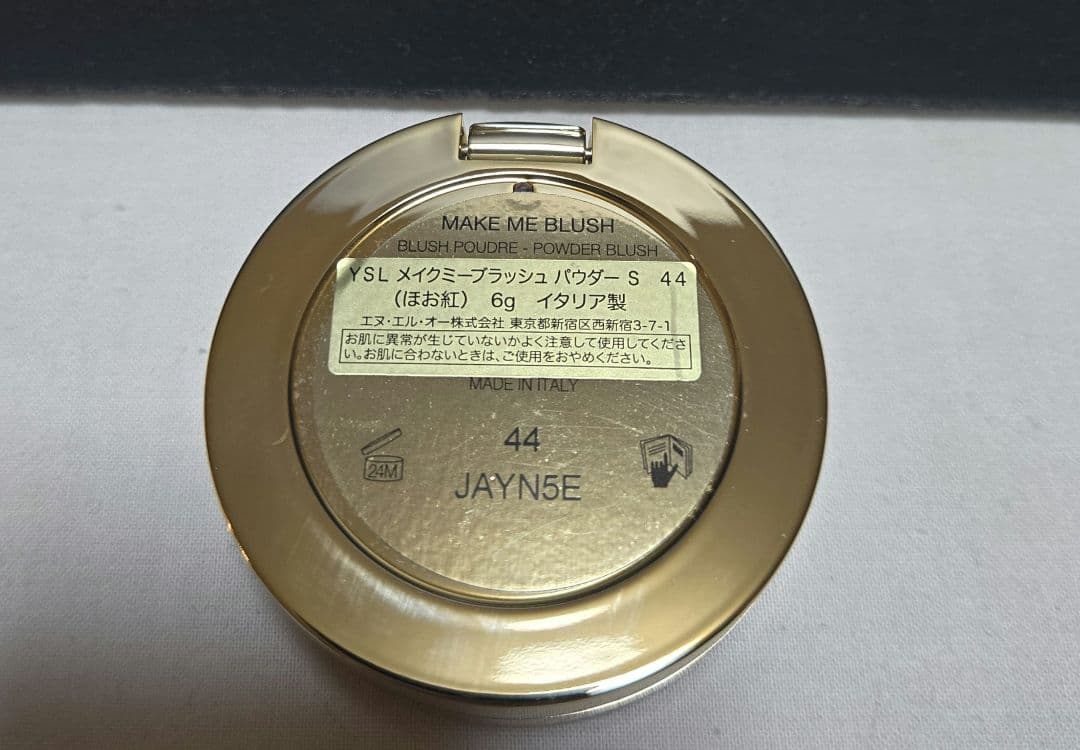 MAKE ME BLUSH
BLUSH POUDRE - POWDER BLUSH
YSL メイクミーブラッシュ パウダー S 44
(ほお紅) 6g イタリア製
エヌ・エル・オー株式会社 東京都新宿区西新宿3-7-1
お肌に異常が生じていないかよく注意して使用してくださ
い。お肌に合わないときは、ご使用をおやめください。
MADE IN ITALY
24M
44
JAYN5E